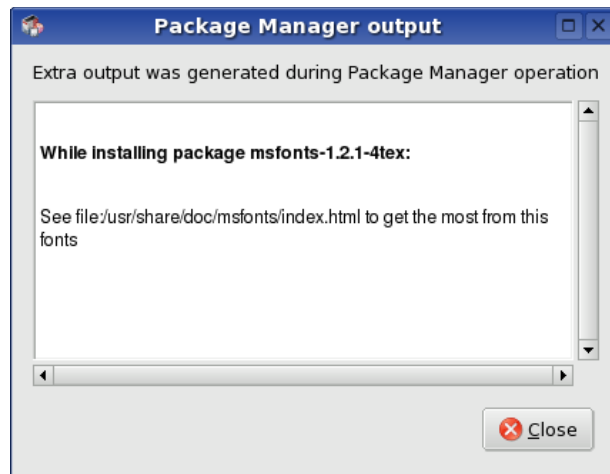 Package Manager output
Extra output was generated during Package Manager operation
While installing package msfonts-1.2.1-4tex:
See file:/usr/share/doc/msfonts/index.html to get the most from this
fonts
Close